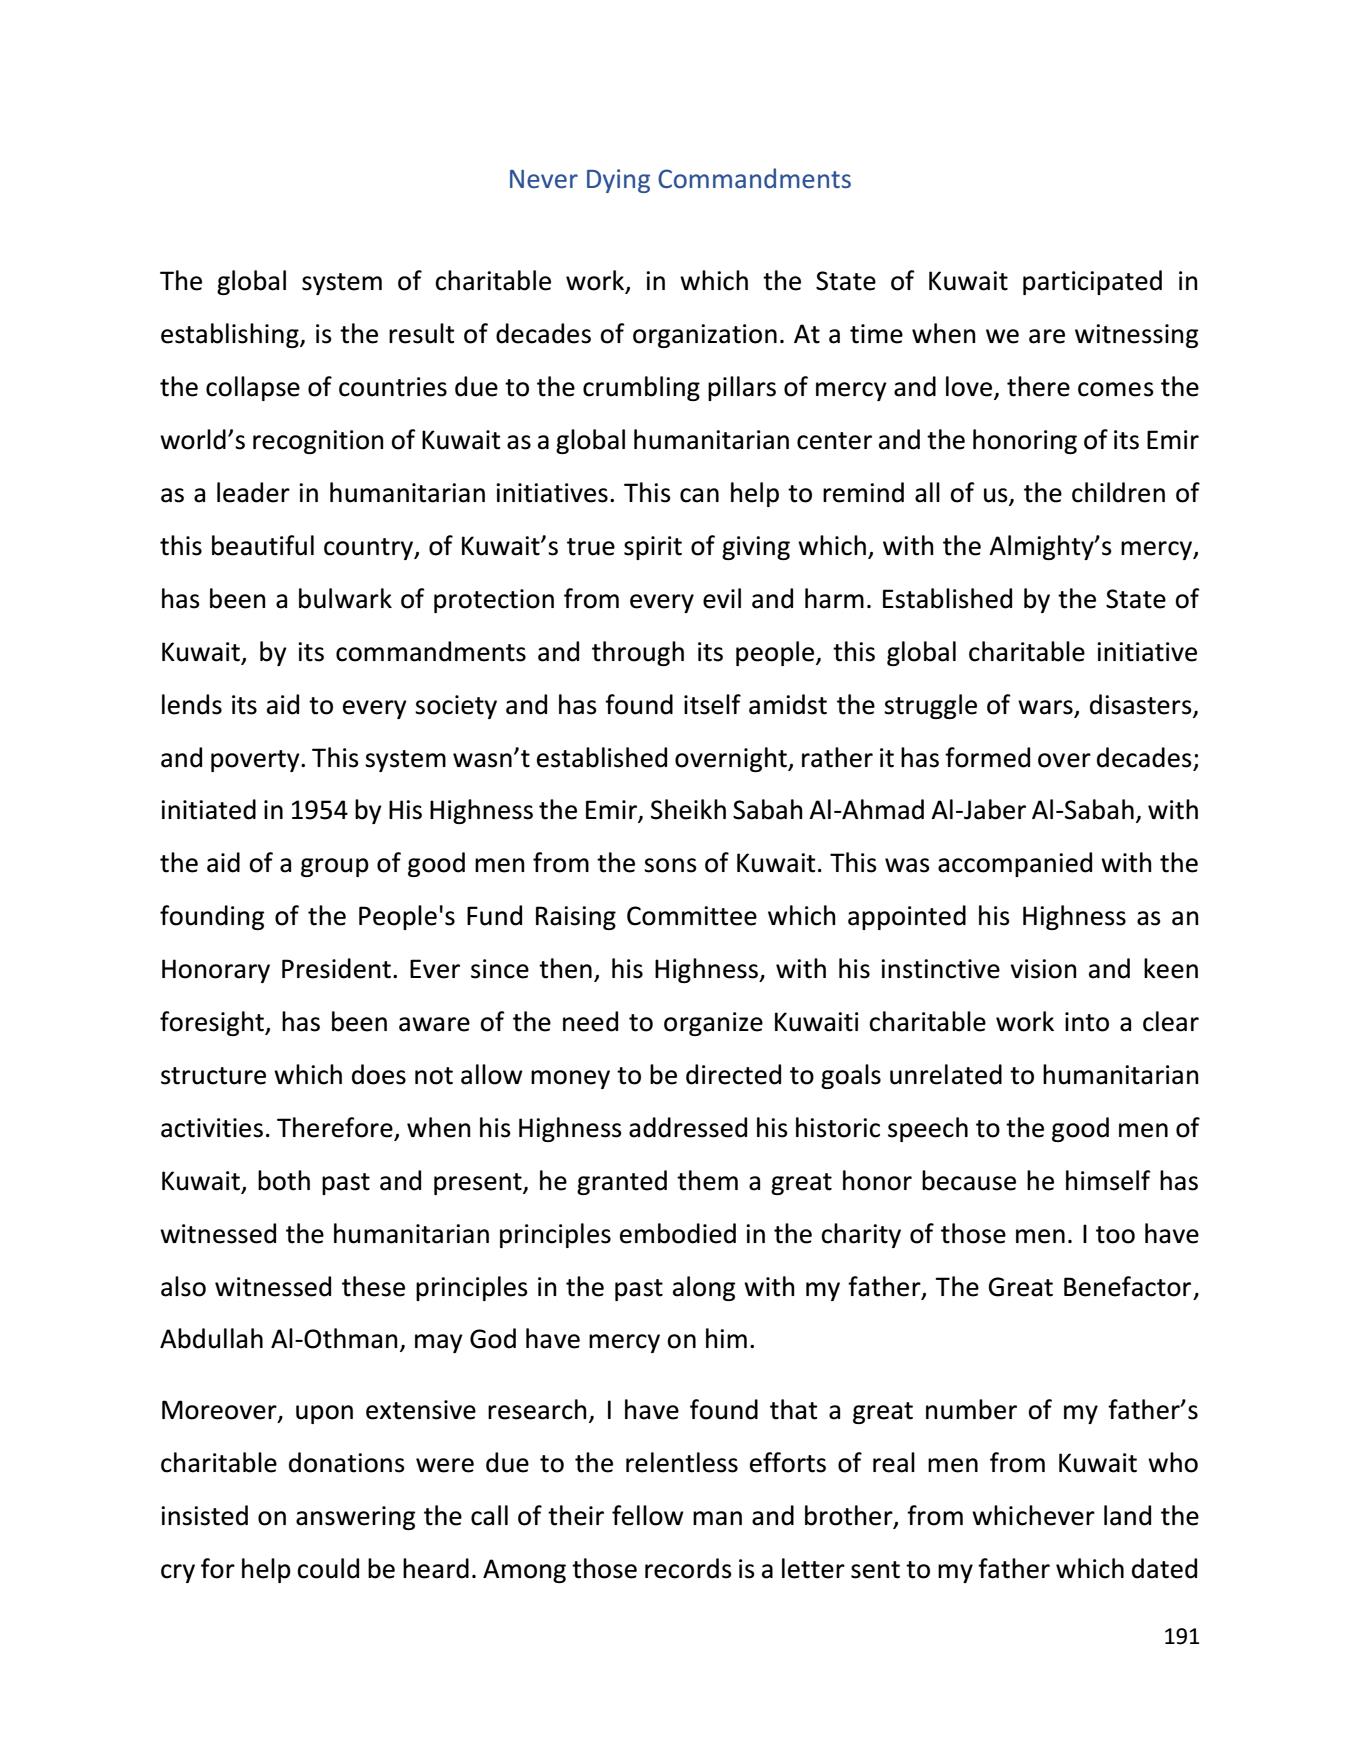 Never Dying Commandments
The global system of charitable work, in which the State of Kuwait participated in
establishing, is the result of decades of organization. At a time when we are witnessing
the collapse of countries due to the crumbling pillars of mercy and love, there comes the
world’s recognition of Kuwait as a global humanitarian center and the honoring of its Emir
as a leader in humanitarian initiatives. This can help to remind all of us, the children of
this beautiful country, of Kuwait’s true spirit of giving which, with the Almighty’s mercy,
has been a bulwark of protection from every evil and harm. Established by the State of
Kuwait, by its commandments and through its people, this global charitable initiative
lends its aid to every society and has found itself amidst the struggle of wars, disasters,
and poverty. This system wasn’t established overnight, rather it has formed over decades;
initiated in 1954 by His Highness the Emir, Sheikh Sabah Al-Ahmad Al-Jaber Al-Sabah, with
the aid of a group of good men from the sons of Kuwait. This was accompanied with the
founding of the People's Fund Raising Committee which appointed his Highness as an
Honorary President. Ever since then, his Highness, with his instinctive vision and keen
foresight, has been aware of the need to organize Kuwaiti charitable work into a clear
structure which does not allow money to be directed to goals unrelated to humanitarian
activities. Therefore, when his Highness addressed his historic speech to the good men of
Kuwait, both past and present, he granted them a great honor because he himself has
witnessed the humanitarian principles embodied in the charity of those men. I too have
also witnessed these principles in the past along with my father, The Great Benefactor,
Abdullah Al-Othman, may God have mercy on him.
Moreover, upon extensive research, I have found that a great number of my father’s
charitable donations were due to the relentless efforts of real men from Kuwait who
insisted on answering the call of their fellow man and brother, from whichever land the
cry for help could be heard. Among those records is a letter sent to my father which dated
191